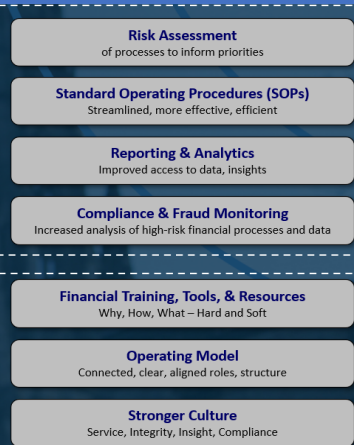 Risk Assessment
of processes to inform priorities
Standard Operating Procedures (SOPs)
Streamlined, more effective, efficient
Reporting & Analytics
Improved access to data, insights
Compliance & Fraud Monitoring
Increased analysis of high-risk financial processes and data
Financial Training, Tools, & Resources
Why, How, What – Hard and Soft
Operating Model
Connected, clear, aligned roles, structure
Stronger Culture
Service, Integrity, Insight, Compliance